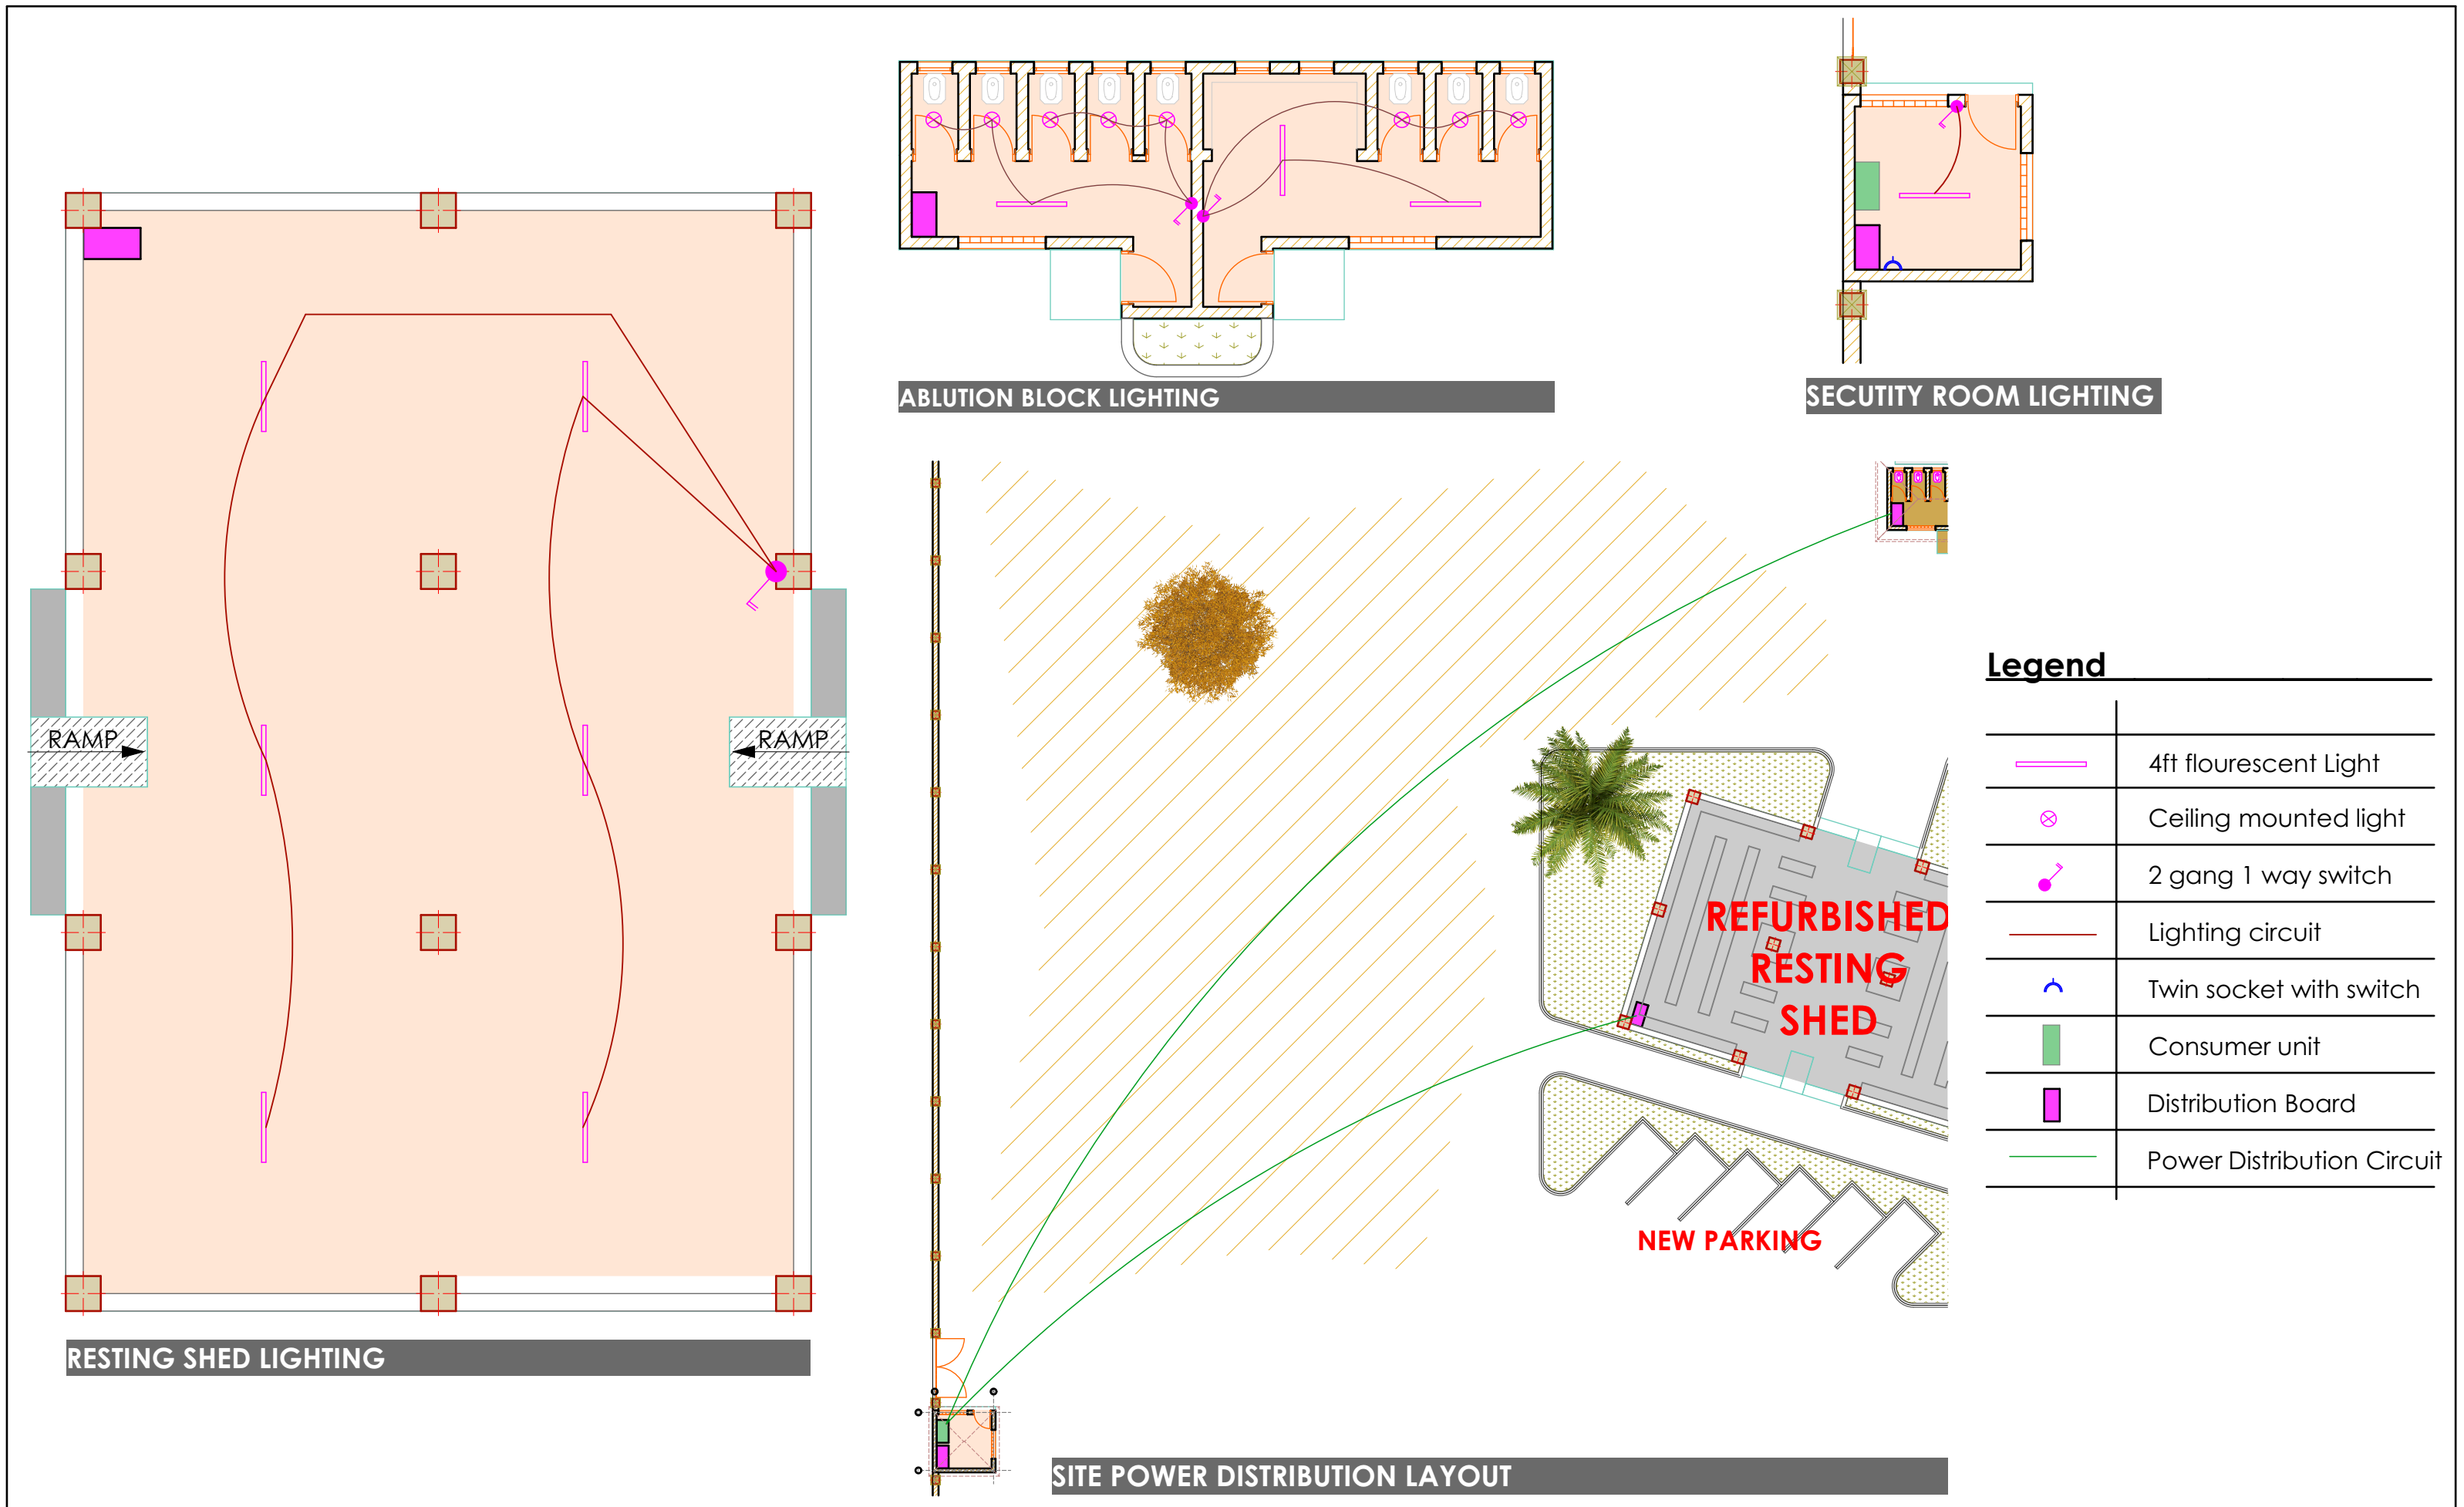 ABLUTION BLOCK LIGHTING
SECUTITY ROOM LIGHTING
RAMP
RAMP
RESTING SHED LIGHTING
REFURBISHED
RESTING
SHED
NEW PARKING
SITE POWER DISTRIBUTION LAYOUT
Legend
4ft flourescent Light
Ceiling mounted light
2 gang 1 way switch
Lighting circuit
Twin socket with switch
Consumer unit
Distribution Board
Power Distribution Circuit